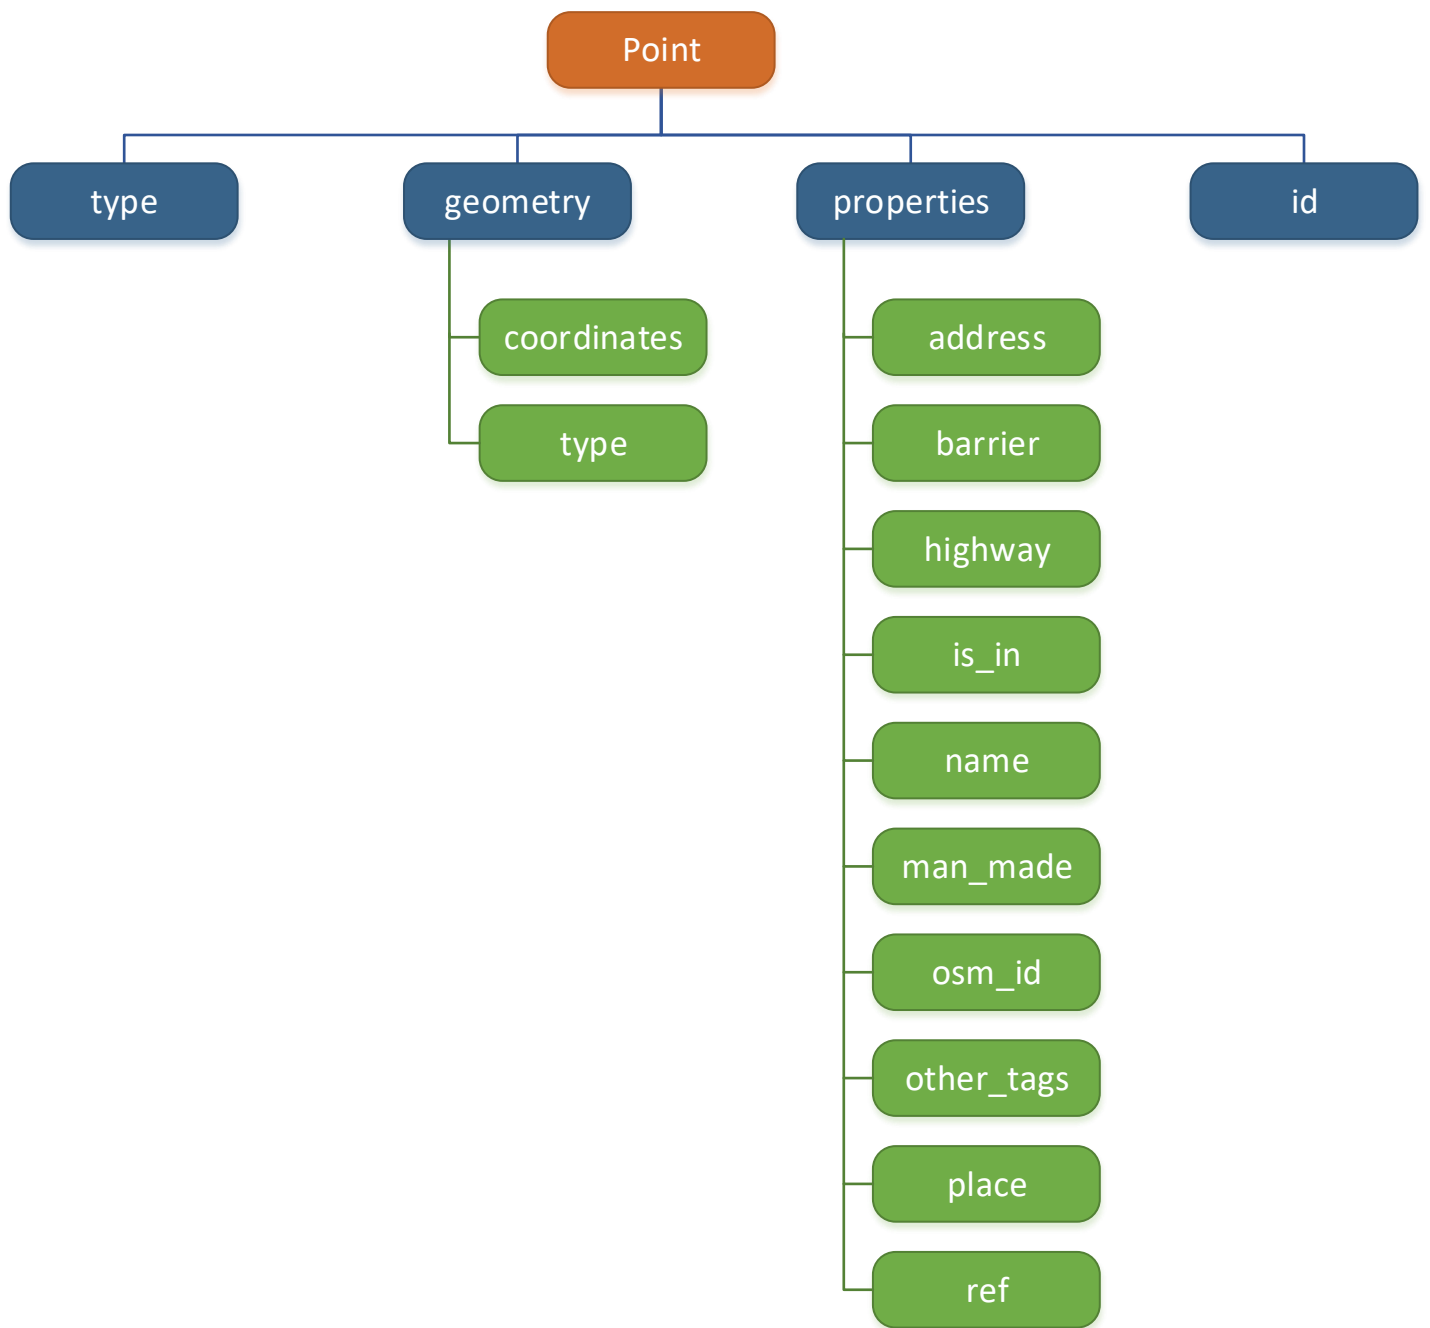 Point
type
geometry
properties
id
coordinates
type
address
barrier
highway
is_in
name
man_made
osm_id
other_tags
place
ref